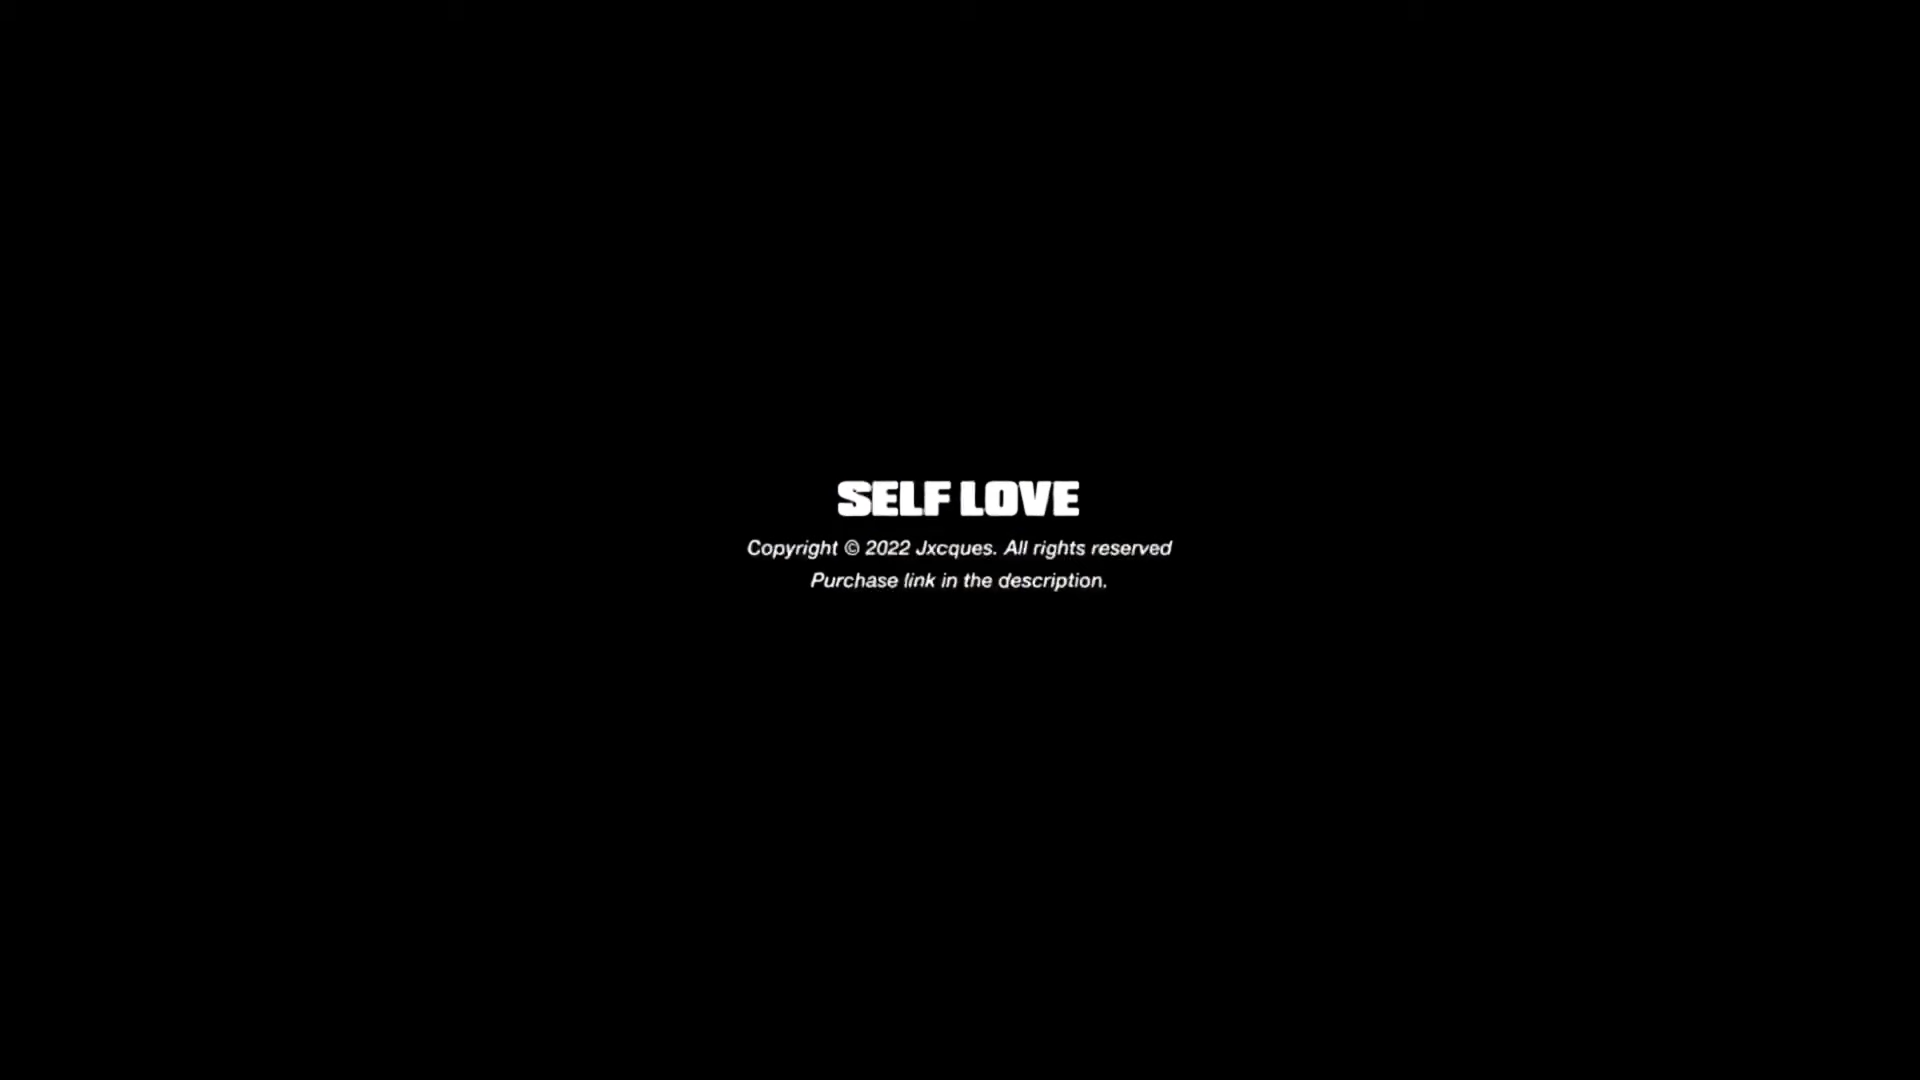 SELF LOVE
Copyright © 2022 Jxcques. All rights reserved
Purchase link in the description.